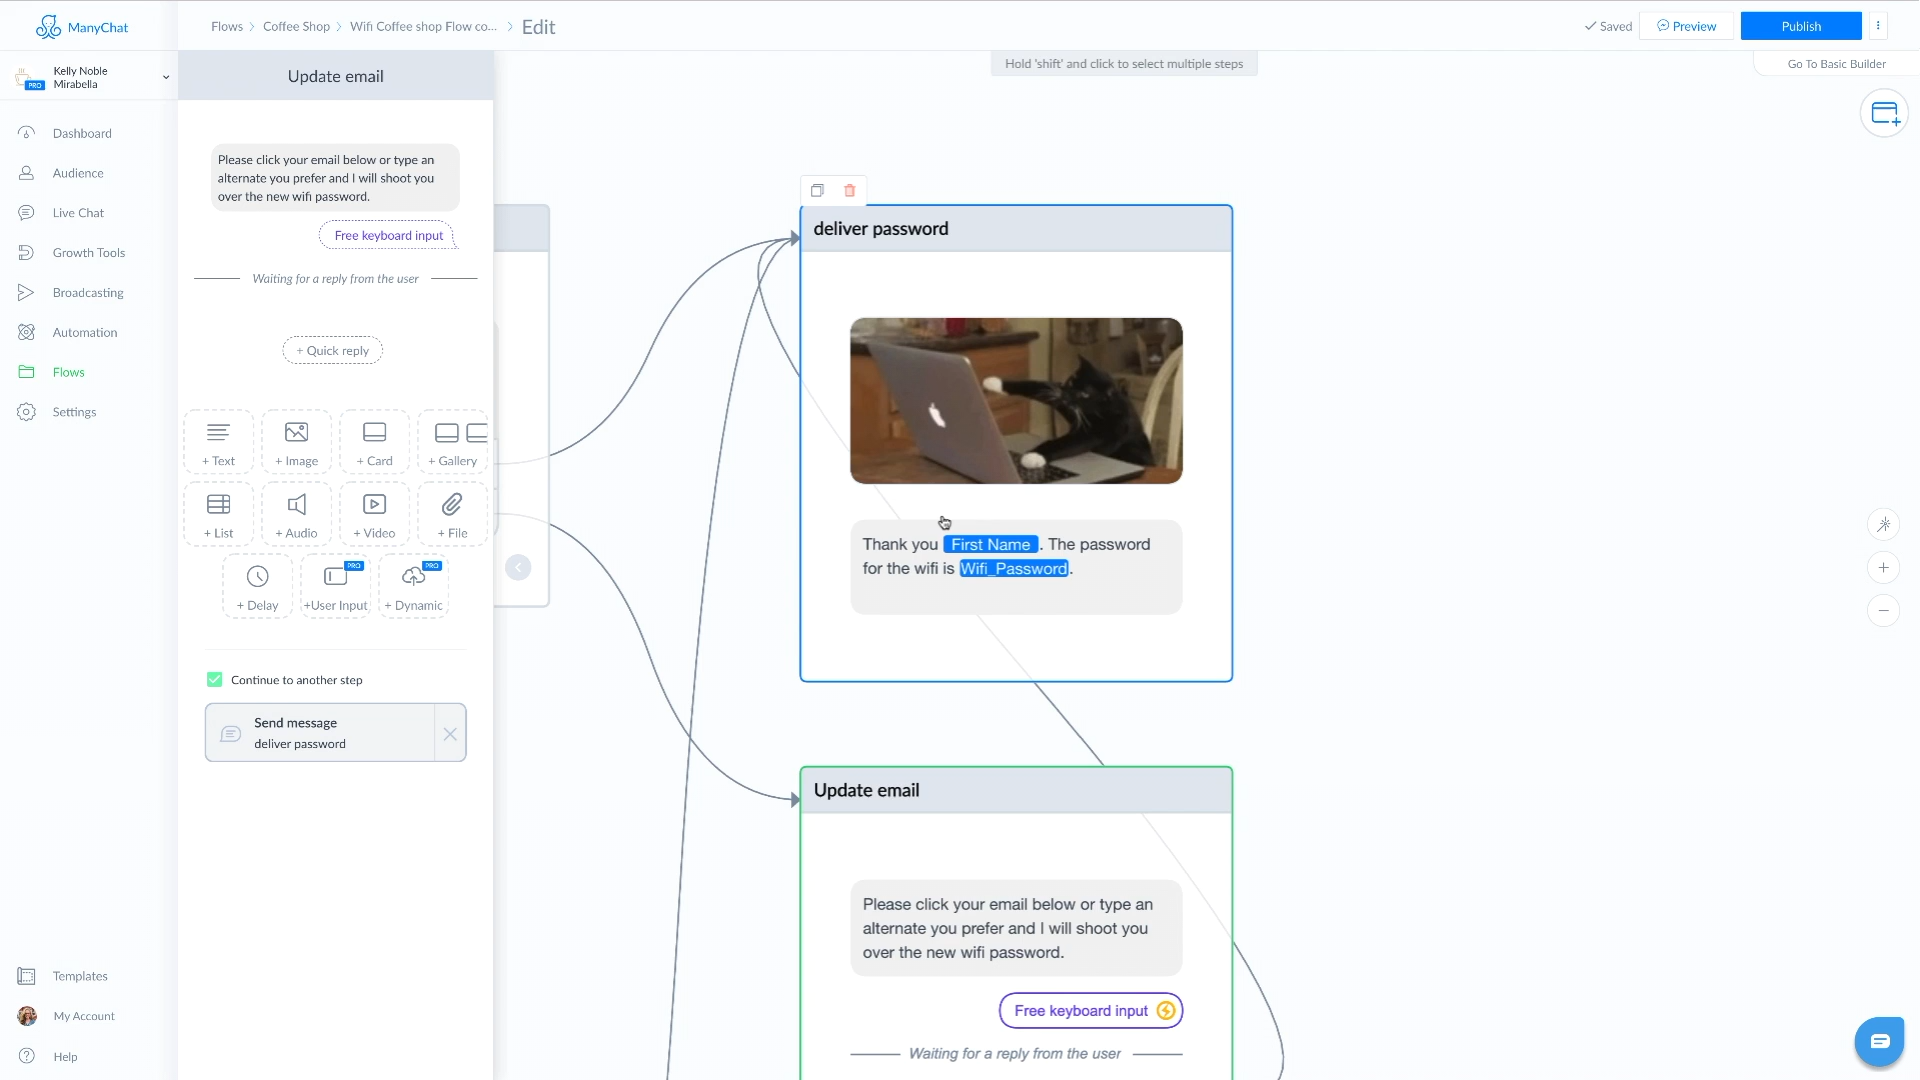 ManyChat
Flows > Coffee Shop > Wifi Coffee shop Flow co... > Edit
Saved
Preview
Publish
Kelly Noble
Mirabella
PRO
Update email
Hold 'shift' and click to select multiple steps
Go To Basic Builder
Dashboard
Audience
Live Chat
Growth Tools
Broadcasting
Automation
Flows
Settings
Templates
My Account
Help
Please click your email below or type an
alternate you prefer and I will shoot you
over the new wifi password.
Free keyboard input
Waiting for a reply from the user
+ Quick reply
+ Text
+ Image
+ Card
+ Gallery
+ List
+ Audio
+ Video
+ File
PRO
PRO
+ Delay
+User Input
+ Dynamic
Continue to another step
Send message
deliver password
deliver password
Thank you First Name . The password
for the wifi is Wifi_Password.
Update email
Please click your email below or type an
alternate you prefer and I will shoot you
over the new wifi password.
Free keyboard input
Waiting for a reply from the user